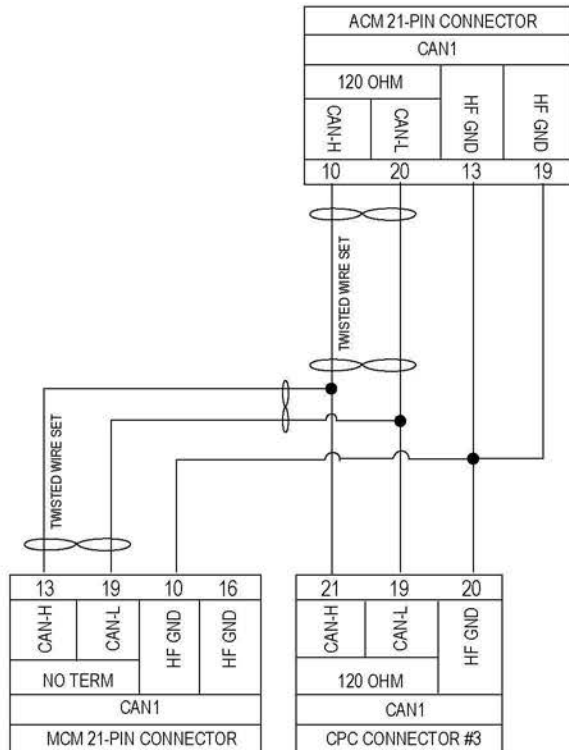 ACM 21-PIN CONNECTOR
CAN1
120 OHM
CAN-H
CAN-L
HF GND
HF GND
10
20
13
19
TWISTED WIRE SET
TWISTED WIRE SET
13
19
10
16
CAN-H
CAN-L
HF GND
HF GND
NO TERM
CAN1
MCM 21-PIN CONNECTOR
21
19
20
CAN-H
CAN-L
HF GND
120 OHM
CAN1
CPC CONNECTOR #3